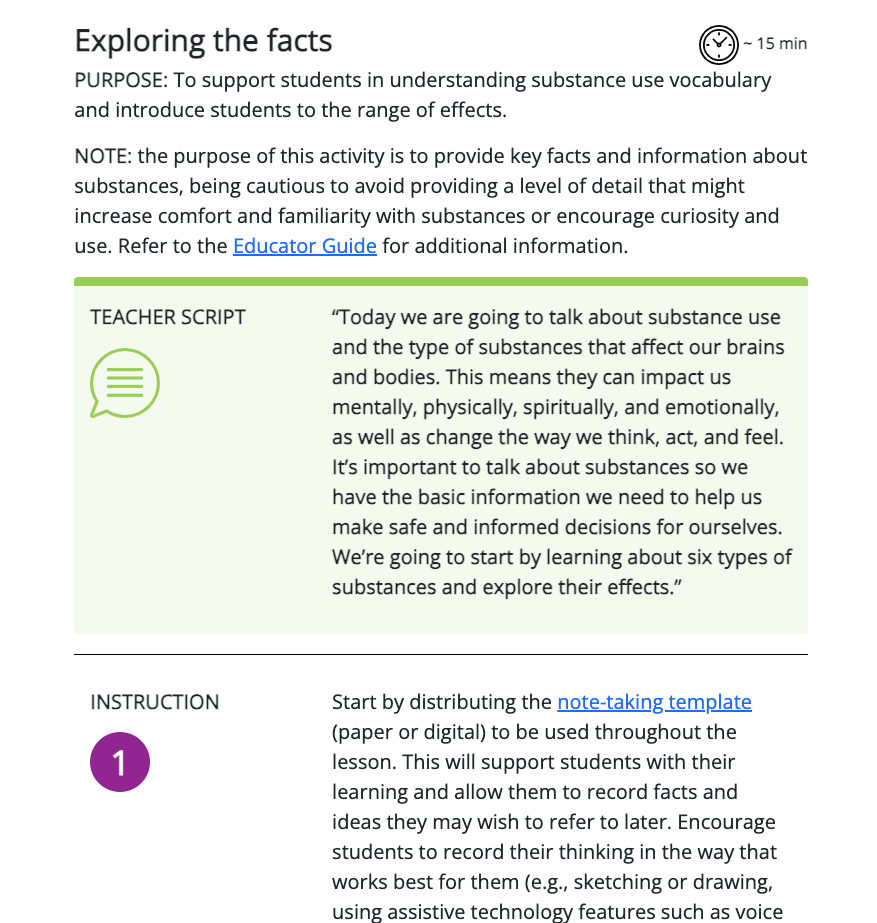 Exploring the facts
~ 15 min
PURPOSE: To support students in understanding substance use vocabulary
and introduce students to the range of effects.
NOTE: the purpose of this activity is to provide key facts and information about
substances, being cautious to avoid providing a level of detail that might
increase comfort and familiarity with substances or encourage curiosity and
use. Refer to the Educator Guide for additional information.
TEACHER SCRIPT
“Today we are going to talk about substance use
and the type of substances that affect our brains
and bodies. This means they can impact us
mentally, physically, spiritually, and emotionally,
as well as change the way we think, act, and feel.
It’s important to talk about substances so we
have the basic information we need to help us
make safe and informed decisions for ourselves.
We’re going to start by learning about six types of
substances and explore their effects.”
INSTRUCTION
1
Start by distributing the note-taking template
(paper or digital) to be used throughout the
lesson. This will support students with their
learning and allow them to record facts and
ideas they may wish to refer to later. Encourage
students to record their thinking in the way that
works best for them (e.g., sketching or drawing,
using assistive technology features such as voice